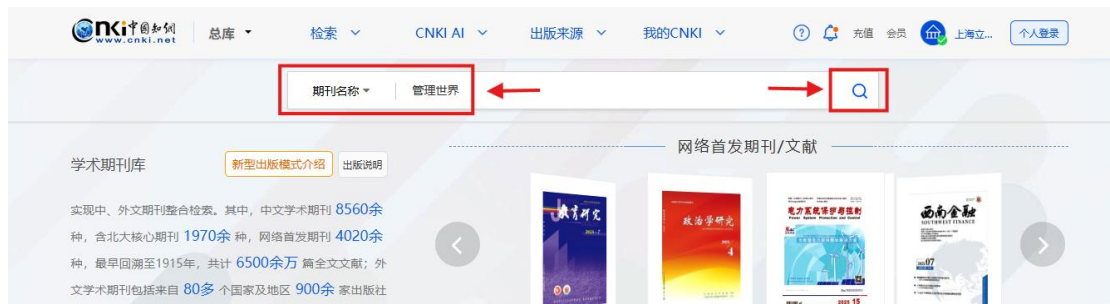 cnki中国知网
www.cnki.net
总库 检索 CNKI AI 出版来源 我的CNKI 充值 会员 上海立... 个人登录
期刊名称 管理世界
网络首发期刊/文献
学术期刊库 新型出版模式介绍 出版说明
实现中、外文期刊整合检索。其中，中文学术期刊 8560余
种，含北大核心期刊 1970余 种，网络首发期刊 4020余
种，最早回溯至1915年，共计 6500余万 篇全文文献；外
文学术期刊包括来自 80多 个国家及地区 900余 家出版社
教育研究
政治学研究
4
电力系统保护与控制
Power System Protection and Control
2023 15
西南金融
SOUTHWEST FINANCE
07